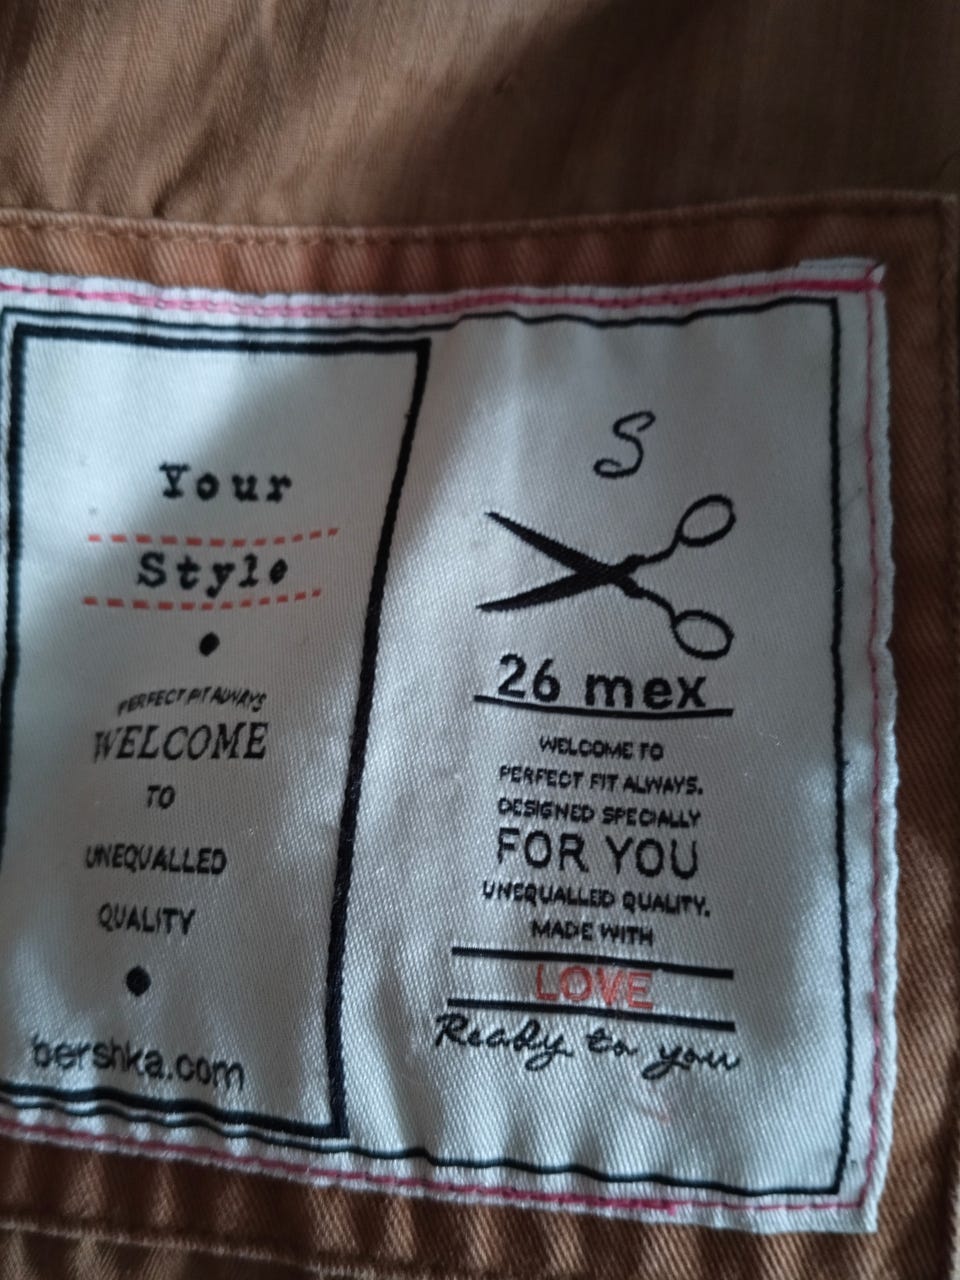 Your
Style
PERFECT FIT ALWAYS
WELCOME
TO
UNEQUALLED
QUALITY
bershka.com
S
26 mex
WELCOME TO
PERFECT FIT ALWAYS.
DESIGNED SPECIALLY
FOR YOU
UNEQUALLED QUALITY.
MADE WITH
LOVE
Ready to you